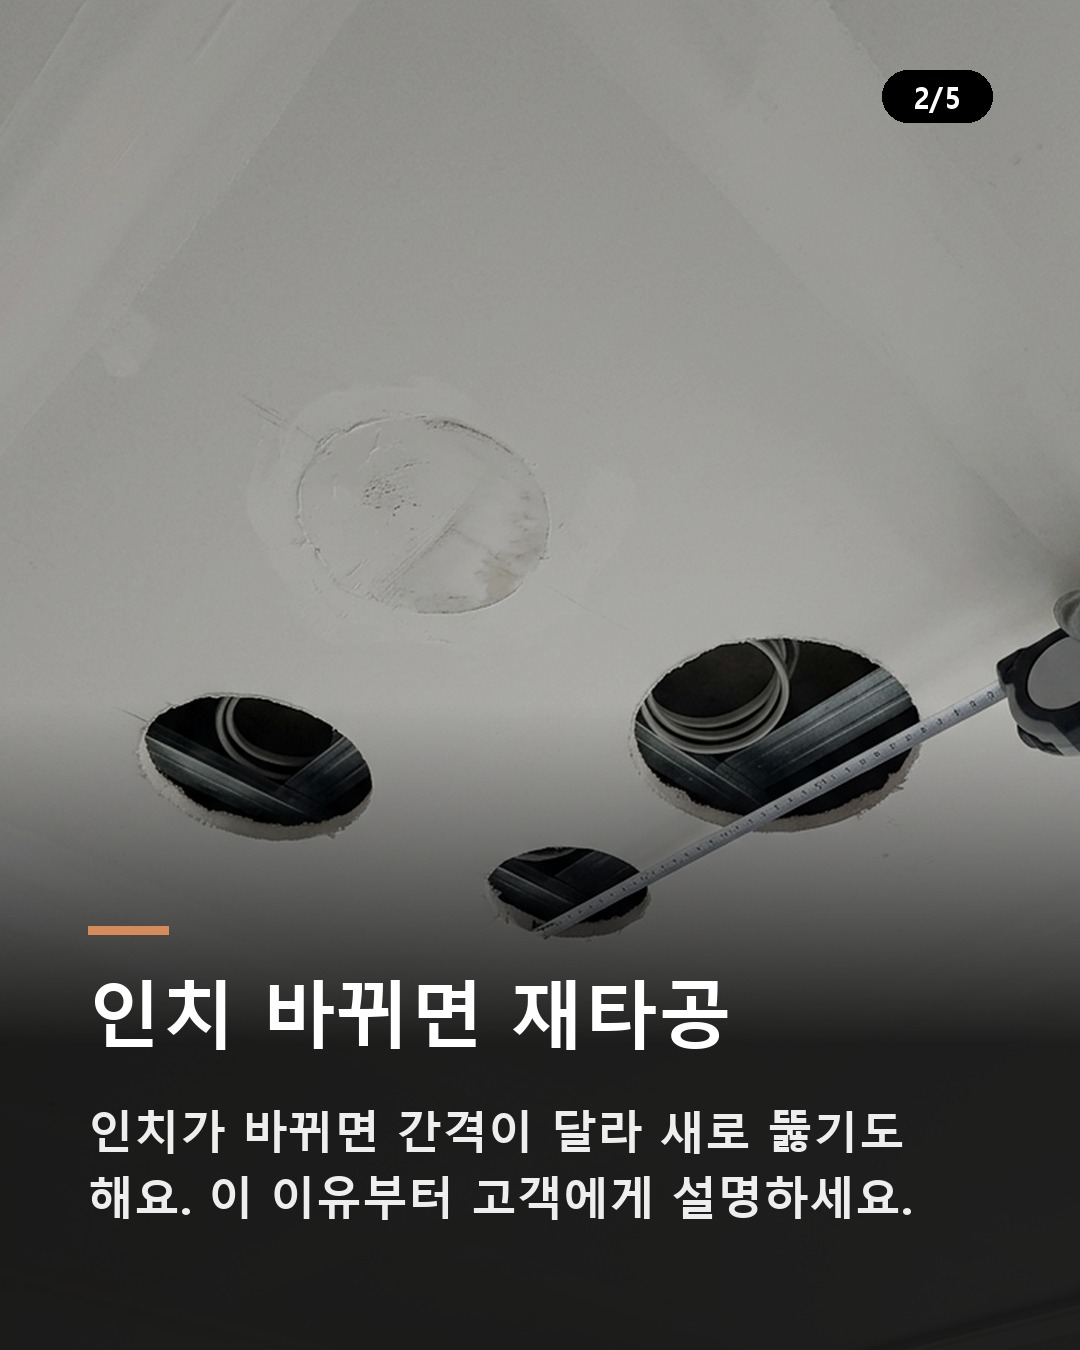 2/5
인치 바뀌면 재타공
인치가 바뀌면 간격이 달라 새로 뚫기도
해요. 이 이유부터 고객에게 설명하세요.